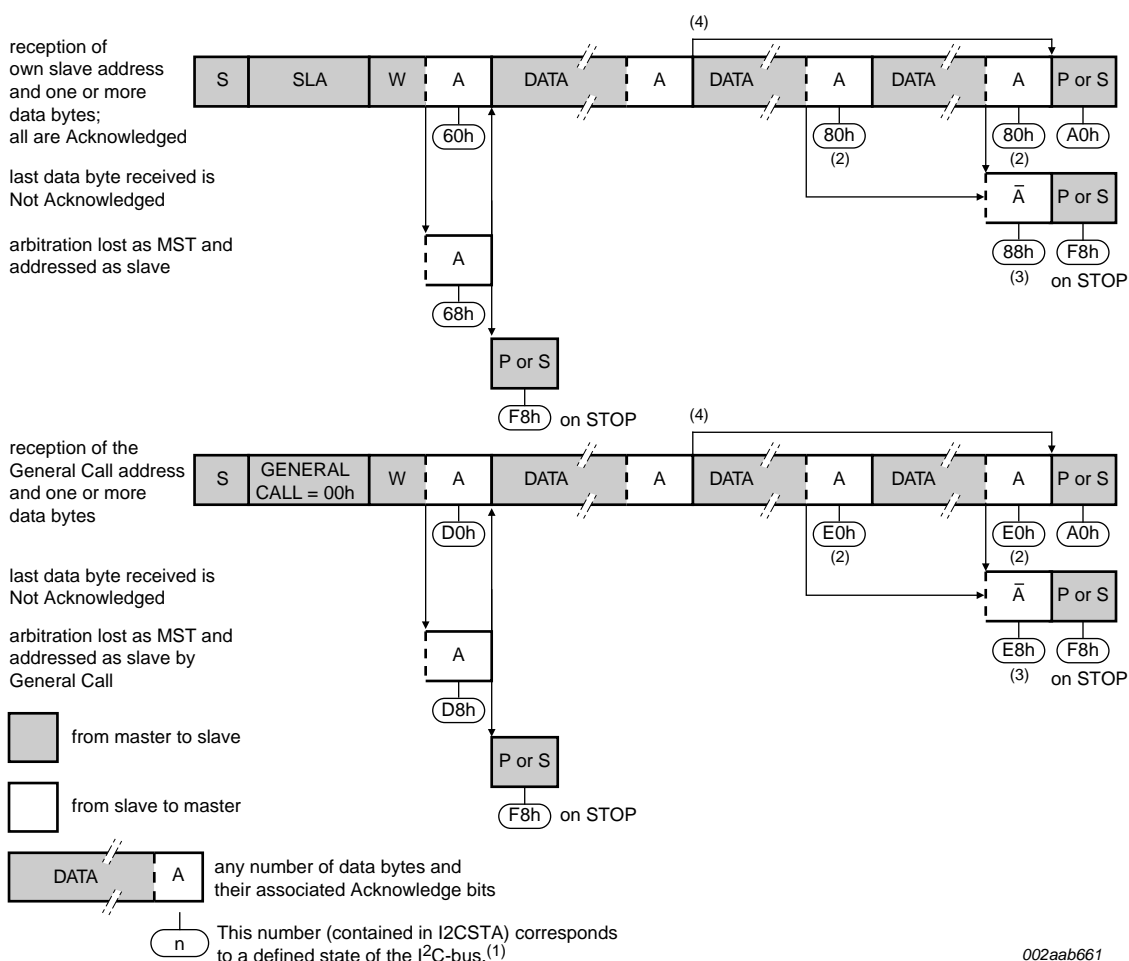 (4)
reception of
own slave address
and one or more
data bytes;
all are Acknowledged
S SLA W A DATA A DATA A DATA A P or S
60h 80h 80h A0h
(2) (2)
last data byte received is
Not Acknowledged
A̅ P or S
88h F8h
(3) on STOP
arbitration lost as MST and
addressed as slave
A
68h
P or S
F8h on STOP
(4)
reception of the
General Call address
and one or more
data bytes
S GENERAL CALL = 00h W A DATA A DATA A DATA A P or S
D0h E0h E0h A0h
(2) (2)
last data byte received is
Not Acknowledged
A̅ P or S
E8h F8h
(3) on STOP
arbitration lost as MST and
addressed as slave by
General Call
A
D8h
P or S
F8h on STOP
from master to slave
from slave to master
DATA A any number of data bytes and
their associated Acknowledge bits
n This number (contained in I2CSTA) corresponds
to a defined state of the I²C-bus.(1)
002aab661